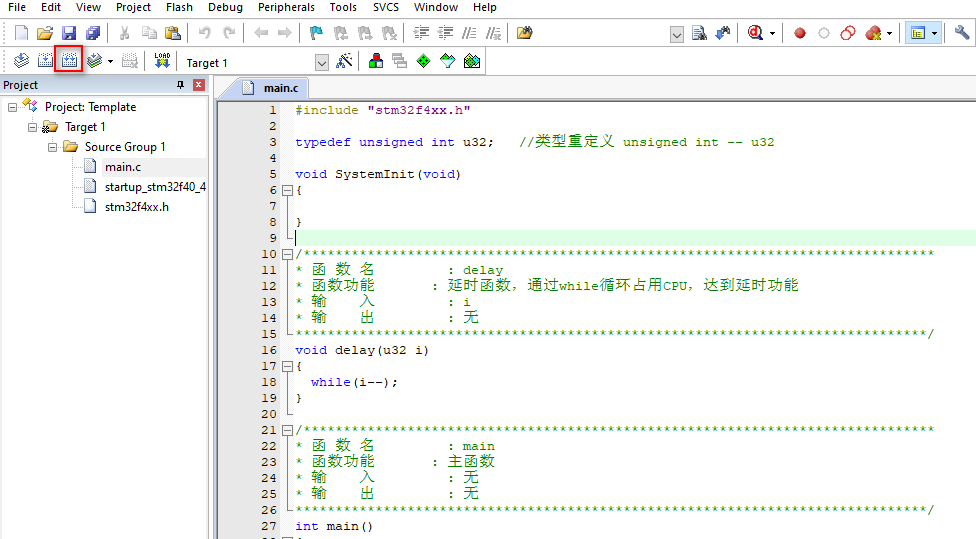 File Edit View Project Flash Debug Peripherals Tools SVCS Window Help
LOAD
Target 1
Project
main.c
Project: Template
Target 1
Source Group 1
main.c
startup_stm32f40_4
stm32f4xx.h
1 #include "stm32f4xx.h"
2
3 typedef unsigned int u32; //类型重定义 unsigned int -- u32
4
5 void SystemInit(void)
6 {
7
8 }
9
10 /*******************************************************************************
11 * 函 数 名 : delay
12 * 函数功能 : 延时函数，通过while循环占用CPU，达到延时功能
13 * 输 入 : i
14 * 输 出 : 无
15 *******************************************************************************/
16 void delay(u32 i)
17 {
18 while(i--);
19 }
20
21 /*******************************************************************************
22 * 函 数 名 : main
23 * 函数功能 : 主函数
24 * 输 入 : 无
25 * 输 出 : 无
26 *******************************************************************************/
27 int main()